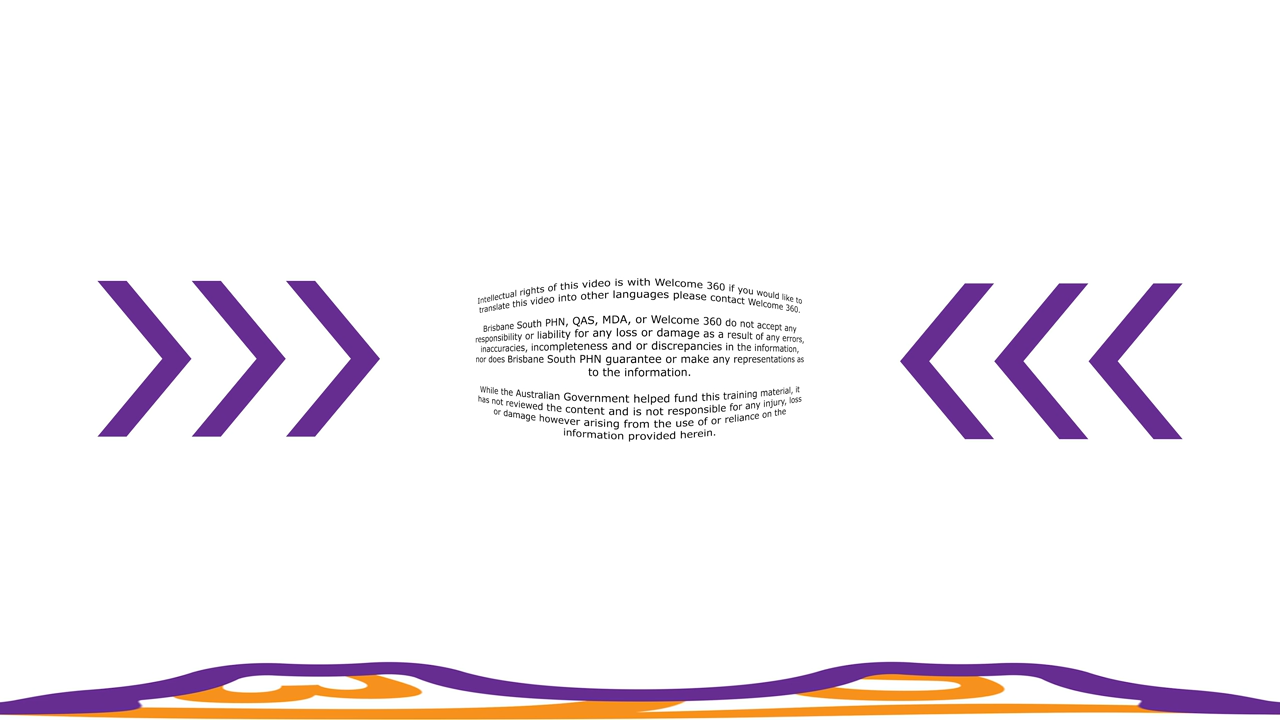 Intellectual rights of this video is with Welcome 360 if you would like to
translate this video into other languages please contact Welcome 360.
Brisbane South PHN, QAS, MDA, or Welcome 360 do not accept any
responsibility or liability for any loss or damage as a result of any errors,
inaccuracies, incompleteness and or discrepancies in the information,
nor does Brisbane South PHN guarantee or make any representations as
to the information.
While the Australian Government helped fund this training material, it
has not reviewed the content and is not responsible for any injury, loss
or damage however arising from the use of or reliance on the
information provided herein.